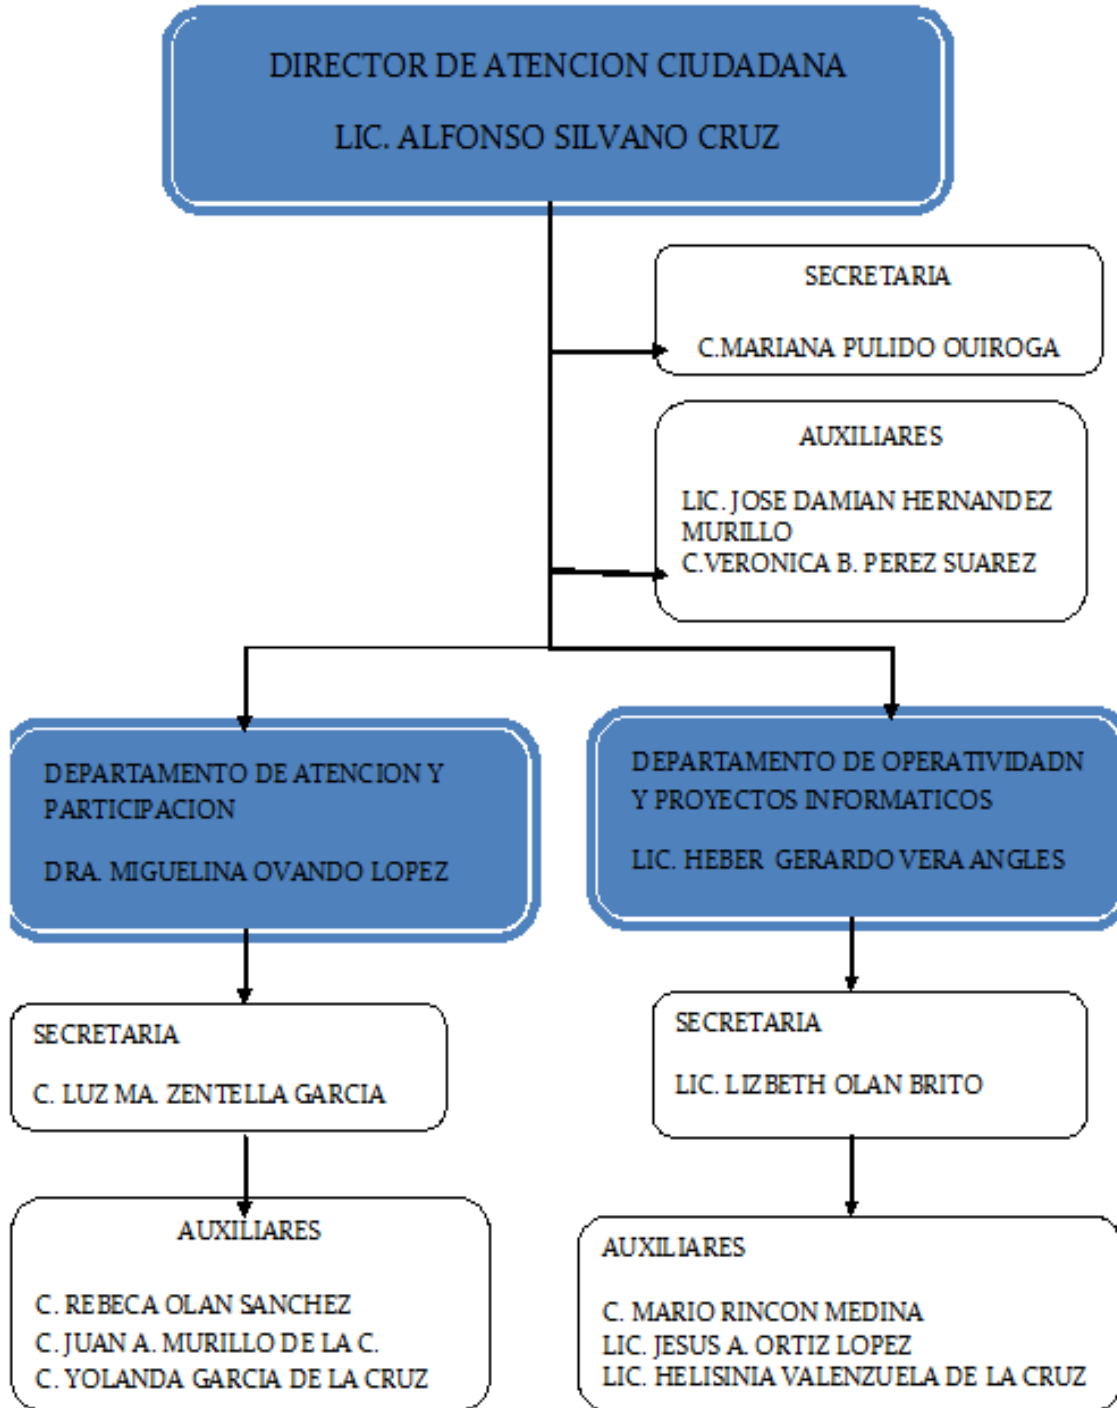 DIRECTOR DE ATENCION CIUDADANA
LIC. ALFONSO SILVANO CRUZ
SECRETARIA
C.MARIANA PULIDO OUIROGA
AUXILIARES
LIC. JOSE DAMIAN HERNANDEZ
MURILLO
C.VERONICA B. PEREZ SUAREZ
DEPARTAMENTO DE ATENCION Y
PARTICIPACION
DRA. MIGUELINA OVANDO LOPEZ
DEPARTAMENTO DE OPERATIVIDADN
Y PROYECTOS INFORMATICOS
LIC. HEBER GERARDO VERA ANGLES
SECRETARIA
C. LUZ MA. ZENTELLA GARCIA
SECRETARIA
LIC. LIZBETH OLAN BRITO
AUXILIARES
C. REBECA OLAN SANCHEZ
C. JUAN A. MURILLO DE LA C.
C. YOLANDA GARCIA DE LA CRUZ
AUXILIARES
C. MARIO RINCON MEDINA
LIC. JESUS A. ORTIZ LOPEZ
LIC. HELISINIA VALENZUELA DE LA CRUZ